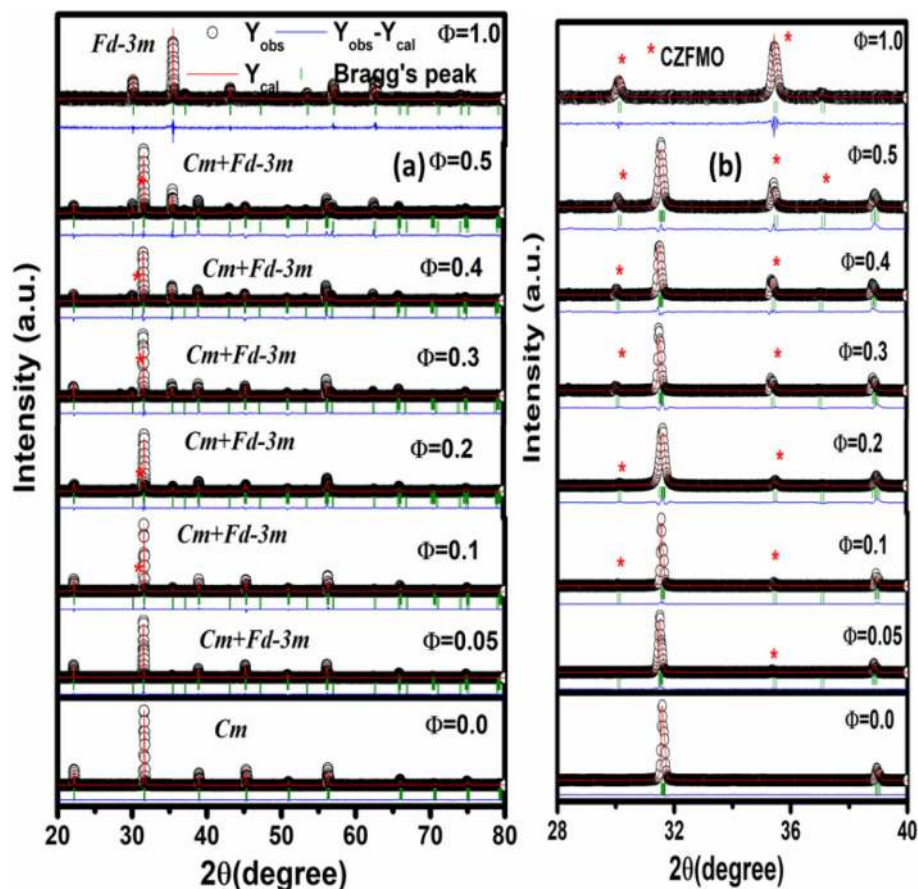 Fd-3m Yobs Yobs-Ycal Φ=1.0
Ycal Bragg's peak
Cm+Fd-3m (a) Φ=0.5
Cm+Fd-3m Φ=0.4
Cm+Fd-3m Φ=0.3
Cm+Fd-3m Φ=0.2
Cm+Fd-3m Φ=0.1
Cm+Fd-3m Φ=0.05
Cm Φ=0.0
Intensity (a.u.)
20 30 40 50 60 70 80
2θ(degree)
* CZFMO Φ=1.0
* *
(b) Φ=0.5
* * *
Φ=0.4
* *
Φ=0.3
* *
Φ=0.2
* *
Φ=0.1
* *
Φ=0.05
*
Φ=0.0
Intensity (a.u.)
28 32 36 40
2θ(degree)